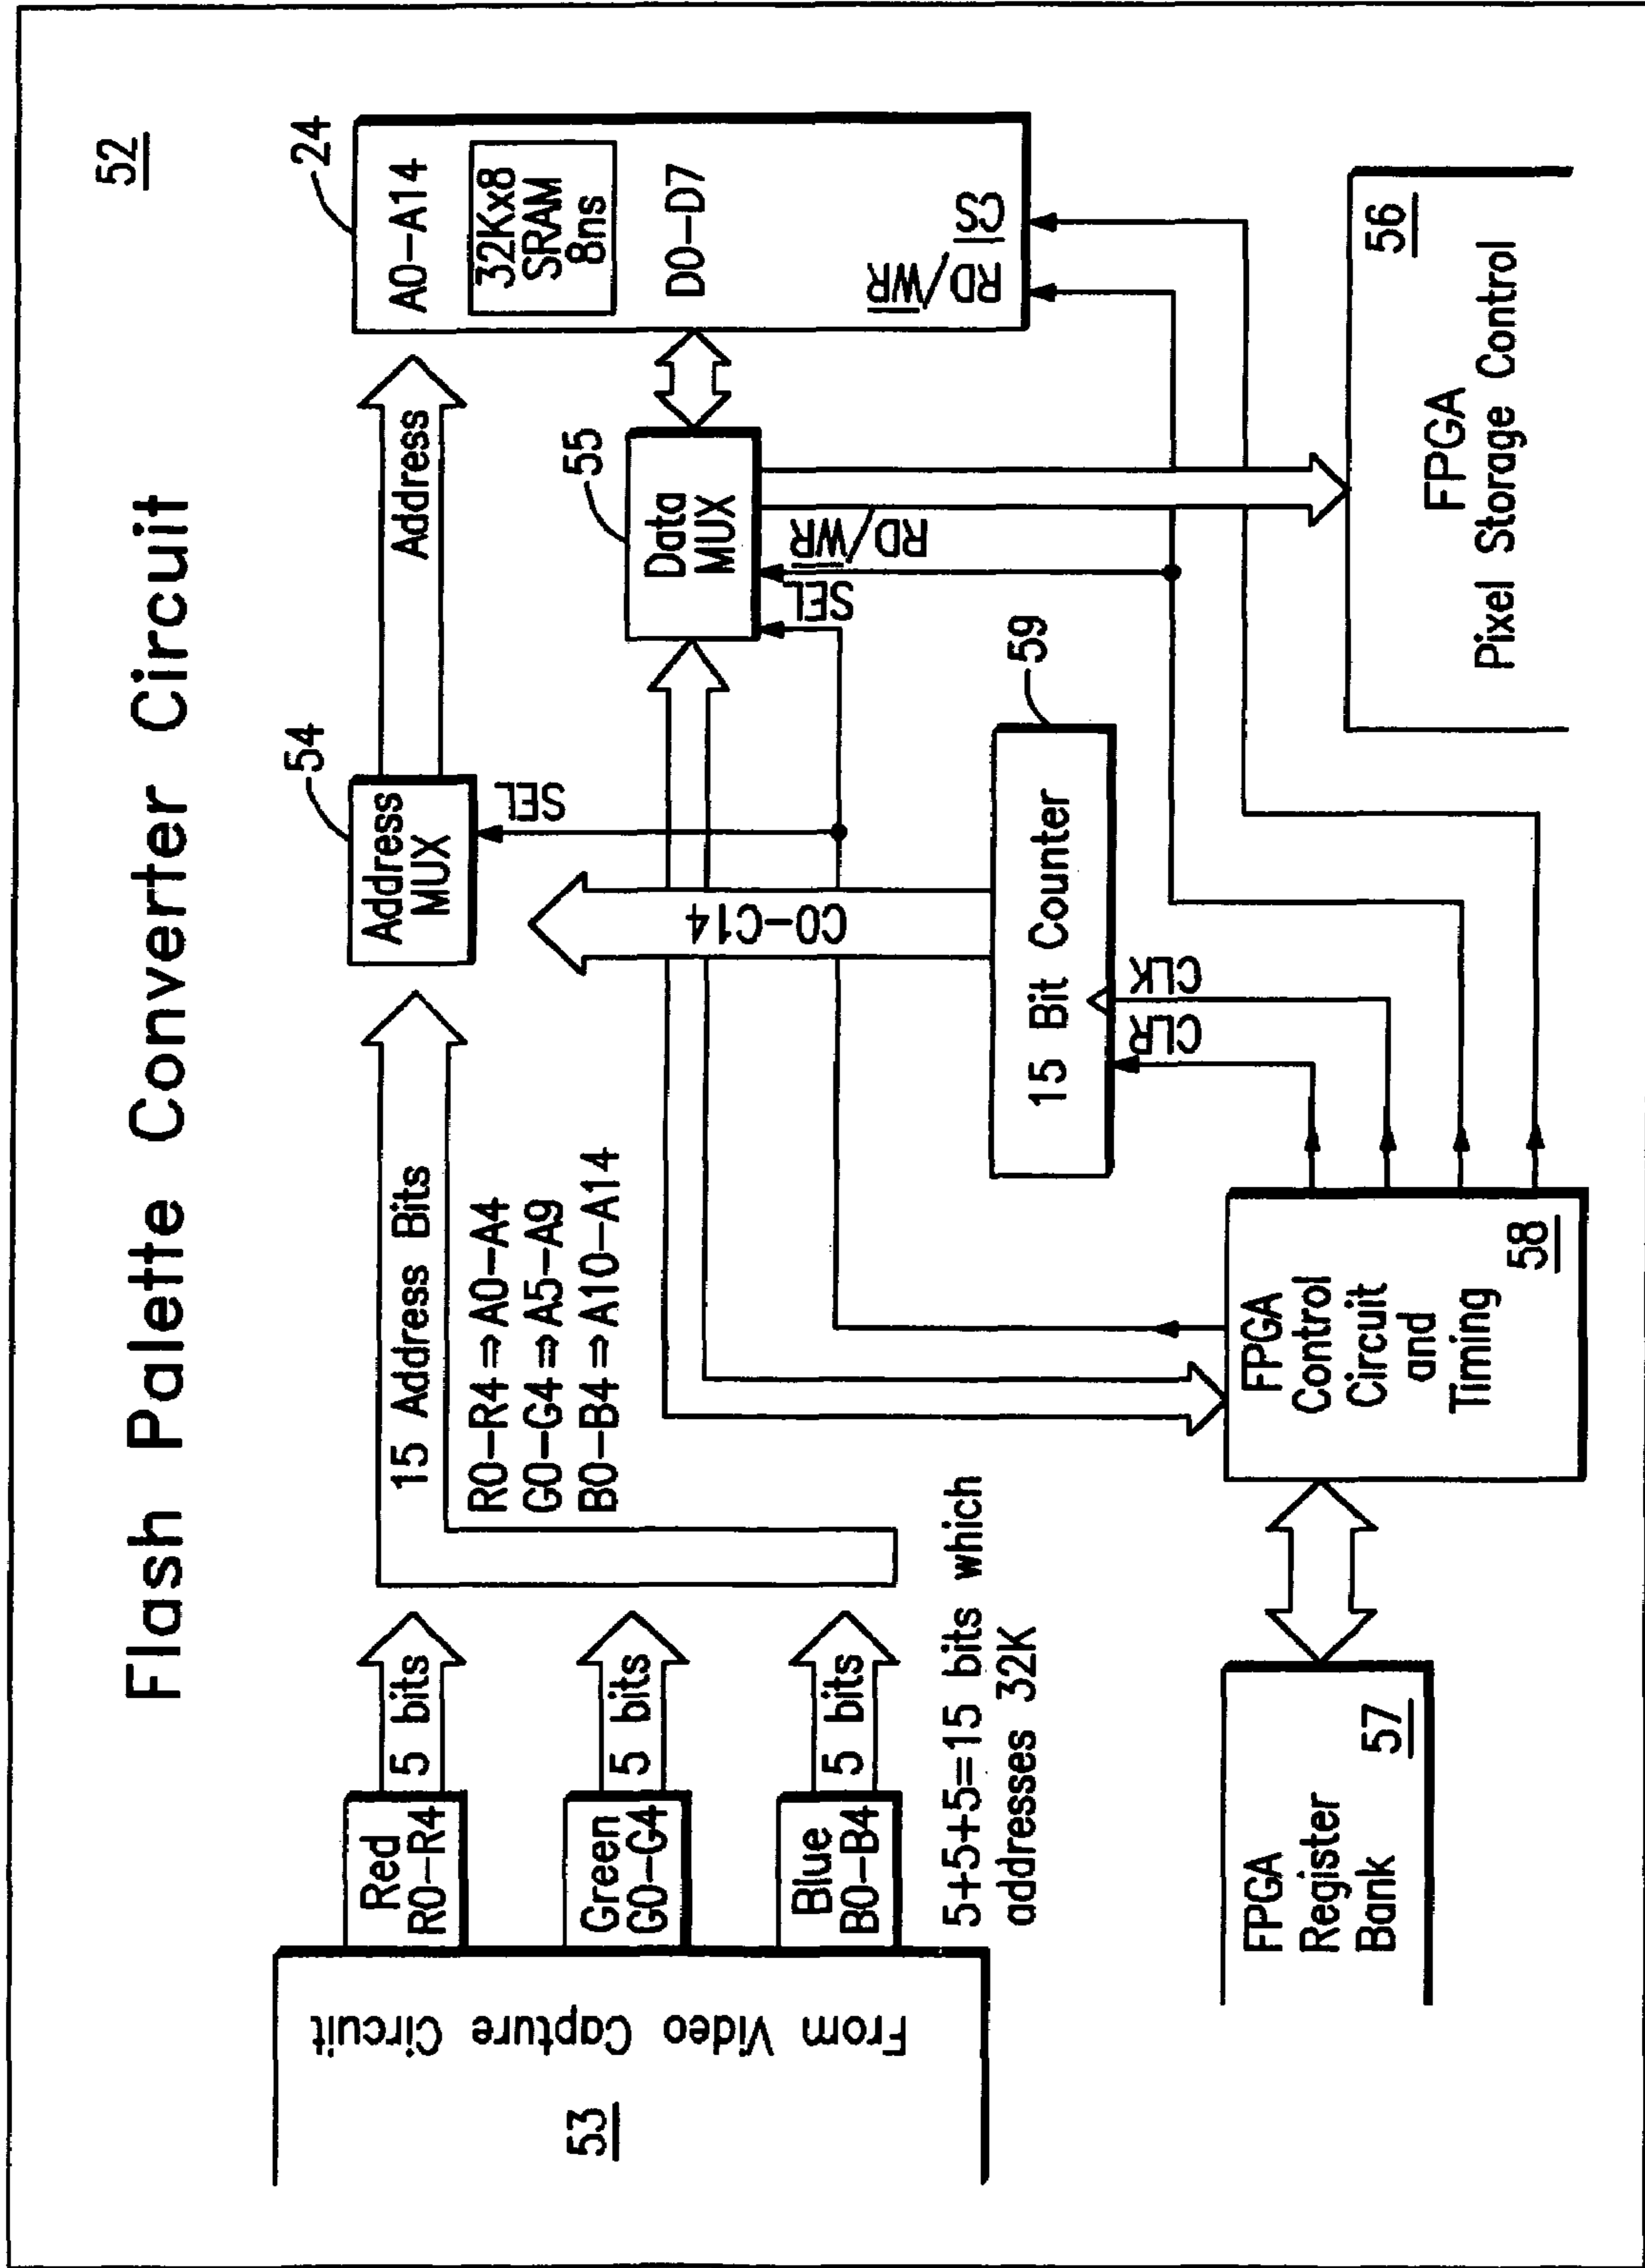 Flash Palette Converter Circuit
52
53
From Video Capture Circuit
Red
R0–R4
5 bits
Green
G0–G4
5 bits
Blue
B0–B4
5 bits
15 Address Bits
R0–R4⇒A0–A4
G0–G4⇒A5–A9
B0–B4⇒A10–A14
5+5+5=15 bits which
addresses 32K
54
Address
MUX
SEL
Address
24
A0–A14
32Kx8
SRAM
8ns
D0–D7
RD/WR
CS
55
Data
MUX
SEL
RD/WR
C0–C14
59
15 Bit Counter
CLR
CLK
FPGA
Register
Bank
57
FPGA
Control
Circuit
and
Timing
58
56
FPGA
Pixel Storage Control